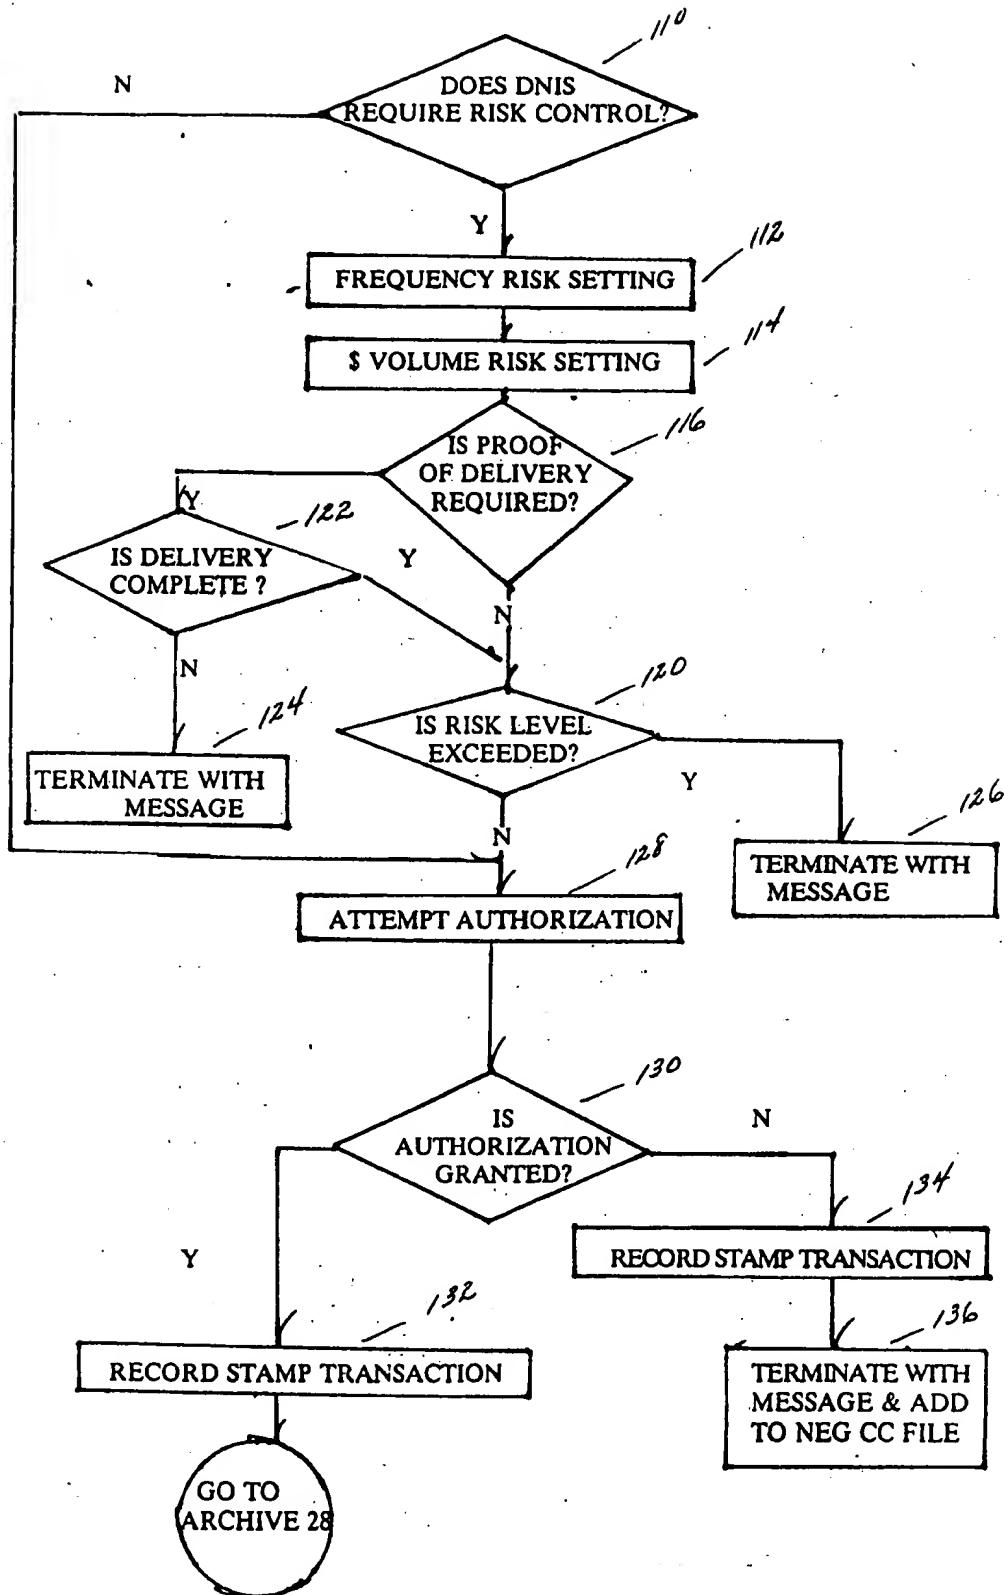 110
N
DOES DNIS
REQUIRE RISK CONTROL?
Y
112
FREQUENCY RISK SETTING
114
$ VOLUME RISK SETTING
116
IS PROOF
OF DELIVERY
REQUIRED?
Y
122
IS DELIVERY
COMPLETE ?
Y
N
N
120
IS RISK LEVEL
EXCEEDED?
124
TERMINATE WITH
MESSAGE
Y
126
TERMINATE WITH
MESSAGE
N
128
ATTEMPT AUTHORIZATION
130
IS
AUTHORIZATION
GRANTED?
N
134
RECORD STAMP TRANSACTION
Y
132
RECORD STAMP TRANSACTION
136
TERMINATE WITH
MESSAGE & ADD
TO NEG CC FILE
GO TO
ARCHIVE 28